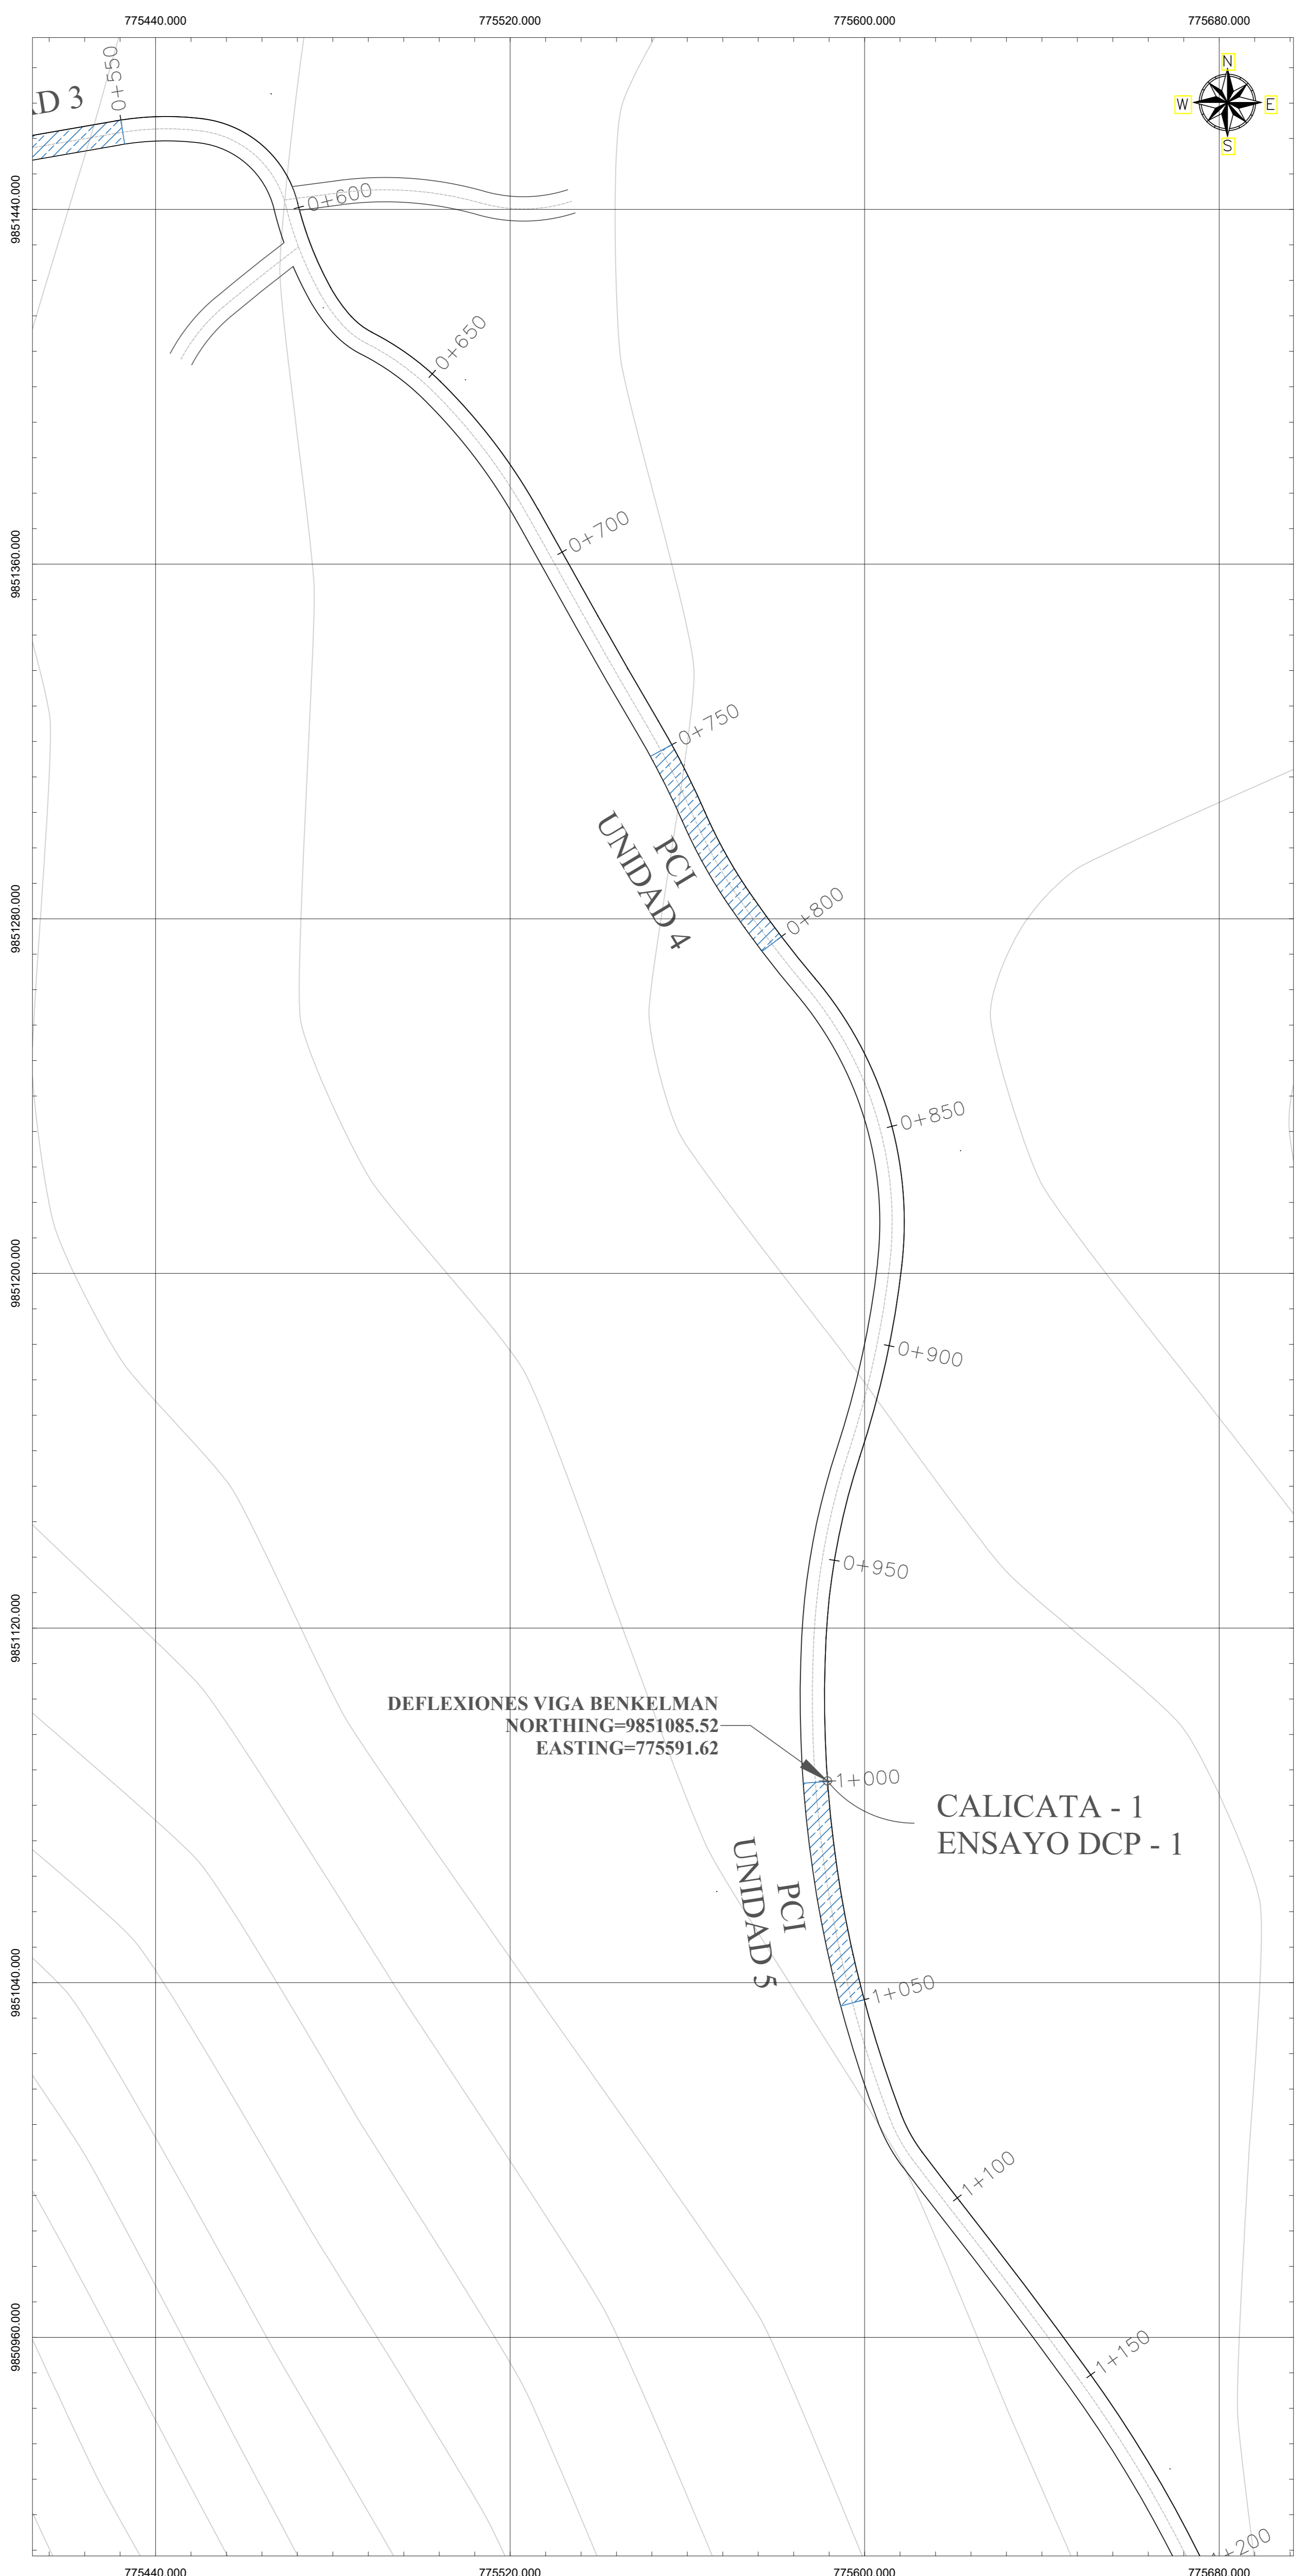 775440.000
775520.000
775600.000
775680.000
N
W
E
S
0+550
AD 3
0+600
9851440.000
0+650
0+700
9851360.000
0+750
PCI
UNIDAD 4
0+800
9851280.000
0+850
9851200.000
0+900
0+950
9851120.000
DEFLEXIONES VIGA BENKELMAN
NORTHING=9851085.52
EASTING=775591.62
1+000
CALICATA - 1
ENSAYO DCP - 1
PCI
UNIDAD 5
9851040.000
1+050
1+100
9850960.000
1+150
+200
775440.000
775520.000
775600.000
775680.000